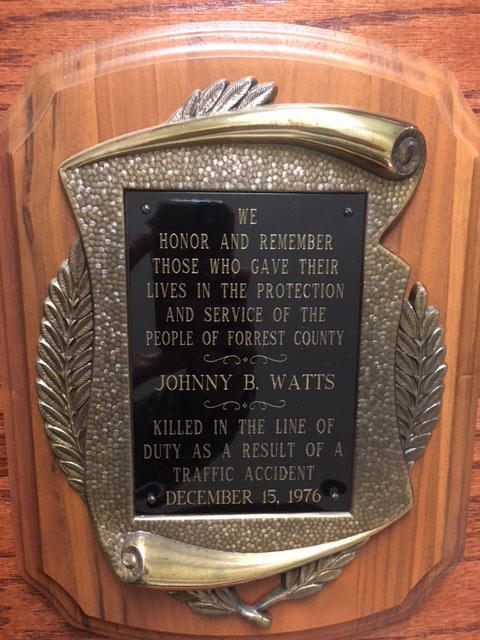 WE
HONOR AND REMEMBER
THOSE WHO GAVE THEIR
LIVES IN THE PROTECTION
AND SERVICE OF THE
PEOPLE OF FORREST COUNTY
JOHNNY B. WATTS
KILLED IN THE LINE OF
DUTY AS A RESULT OF A
TRAFFIC ACCIDENT
DECEMBER 15, 1976